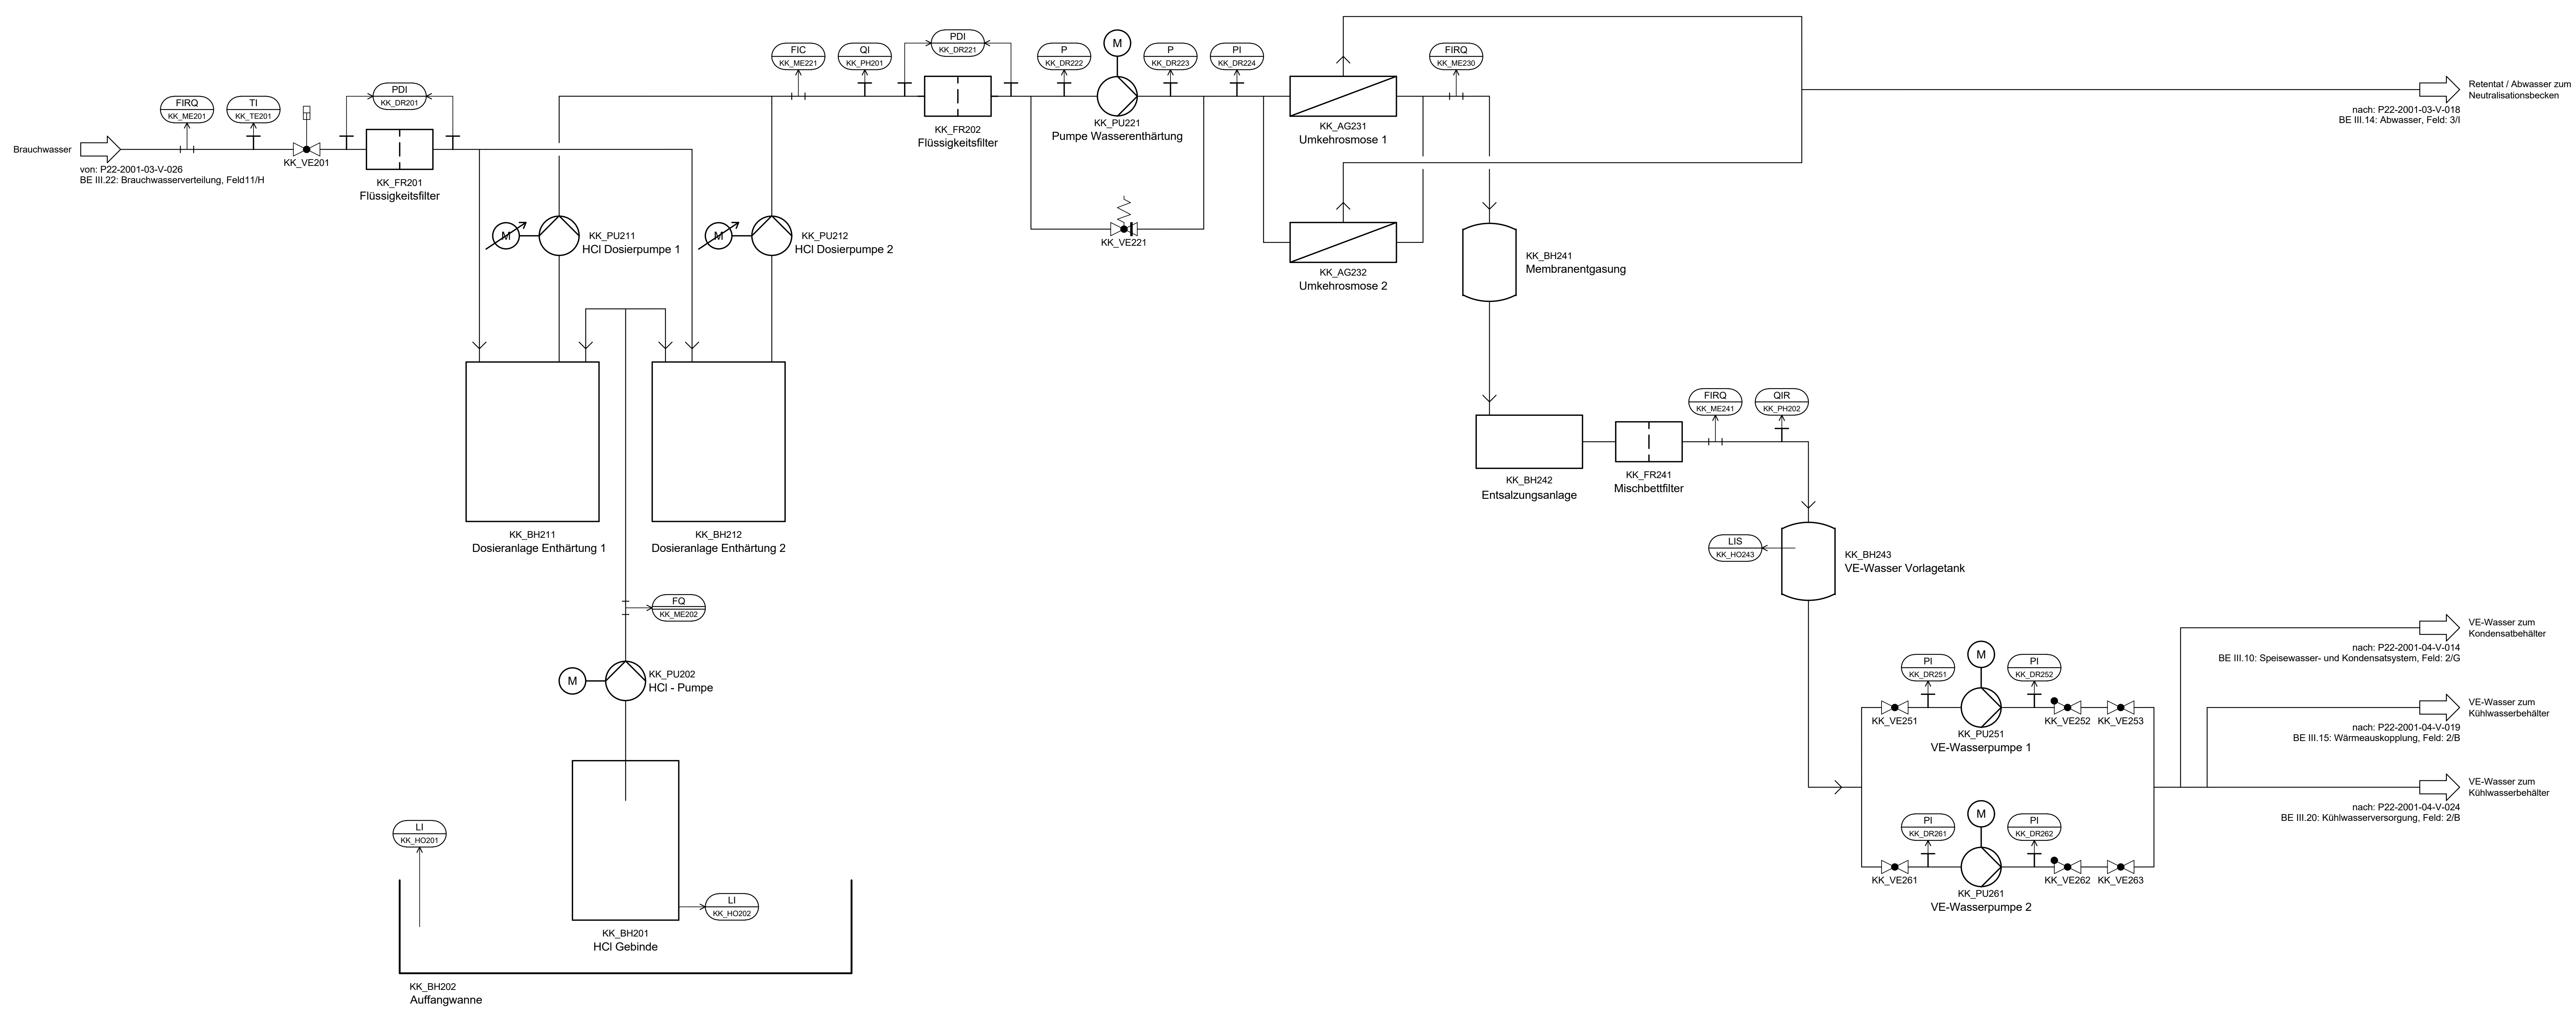 Brauchwasser
von: P22-2001-03-V-026
BE III.22: Brauchwasserverteilung, Feld11/H
FIRQ
KK_ME201
TI
KK_TE201
KK_VE201
PDI
KK_DR201
KK_FR201
Flüssigkeitsfilter
M
KK_PU211
HCl Dosierpumpe 1
M
KK_PU212
HCl Dosierpumpe 2
KK_BH211
Dosieranlage Enthärtung 1
KK_BH212
Dosieranlage Enthärtung 2
FQ
KK_ME202
M
KK_PU202
HCl - Pumpe
LI
KK_HO201
LI
KK_HO202
KK_BH201
HCl Gebinde
KK_BH202
Auffangwanne
FIC
KK_ME221
QI
KK_PH201
PDI
KK_DR221
KK_FR202
Flüssigkeitsfilter
P
KK_DR222
M
KK_PU221
Pumpe Wasserenthärtung
P
KK_DR223
PI
KK_DR224
KK_VE221
KK_AG231
Umkehrosmose 1
KK_AG232
Umkehrosmose 2
FIRQ
KK_ME230
KK_BH241
Membranentgasung
KK_BH242
Entsalzungsanlage
KK_FR241
Mischbettfilter
FIRQ
KK_ME241
QIR
KK_PH202
LIS
KK_HO243
KK_BH243
VE-Wasser Vorlagetank
KK_VE251
PI
KK_DR251
M
KK_PU251
VE-Wasserpumpe 1
PI
KK_DR252
KK_VE252
KK_VE253
KK_VE261
PI
KK_DR261
M
KK_PU261
VE-Wasserpumpe 2
PI
KK_DR262
KK_VE262
KK_VE263
Retentat / Abwasser zum
Neutralisationsbecken
nach: P22-2001-03-V-018
BE III.14: Abwasser, Feld: 3/I
VE-Wasser zum
Kondensatbehälter
nach: P22-2001-04-V-014
BE III.10: Speisewasser- und Kondensatsystem, Feld: 2/G
VE-Wasser zum
Kühlwasserbehälter
nach: P22-2001-04-V-019
BE III.15: Wärmeauskopplung, Feld: 2/B
VE-Wasser zum
Kühlwasserbehälter
nach: P22-2001-04-V-024
BE III.20: Kühlwasserversorgung, Feld: 2/B